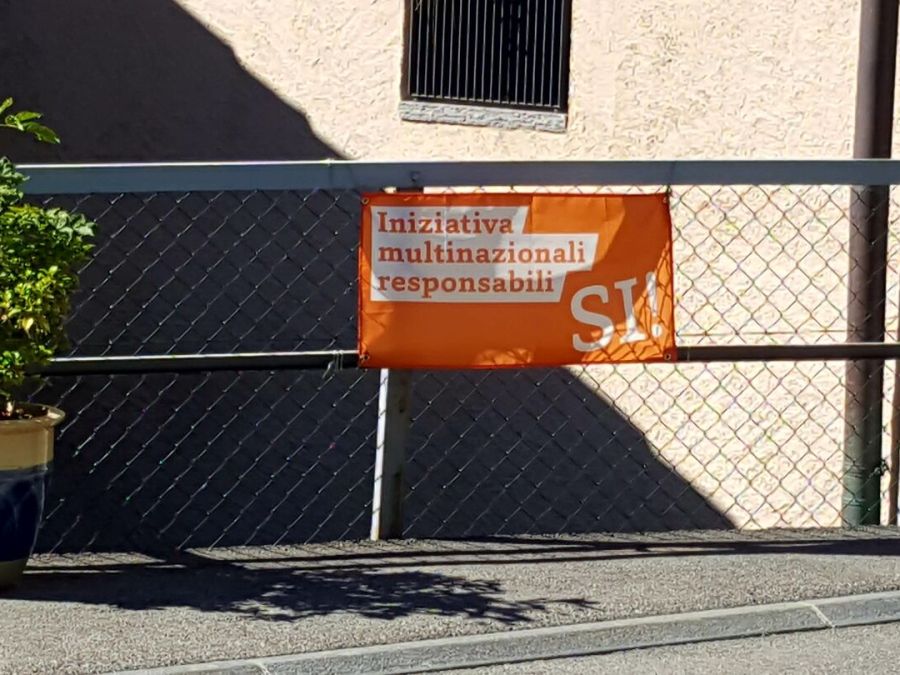 Iniziativa
multinazionali
responsabili
SI!